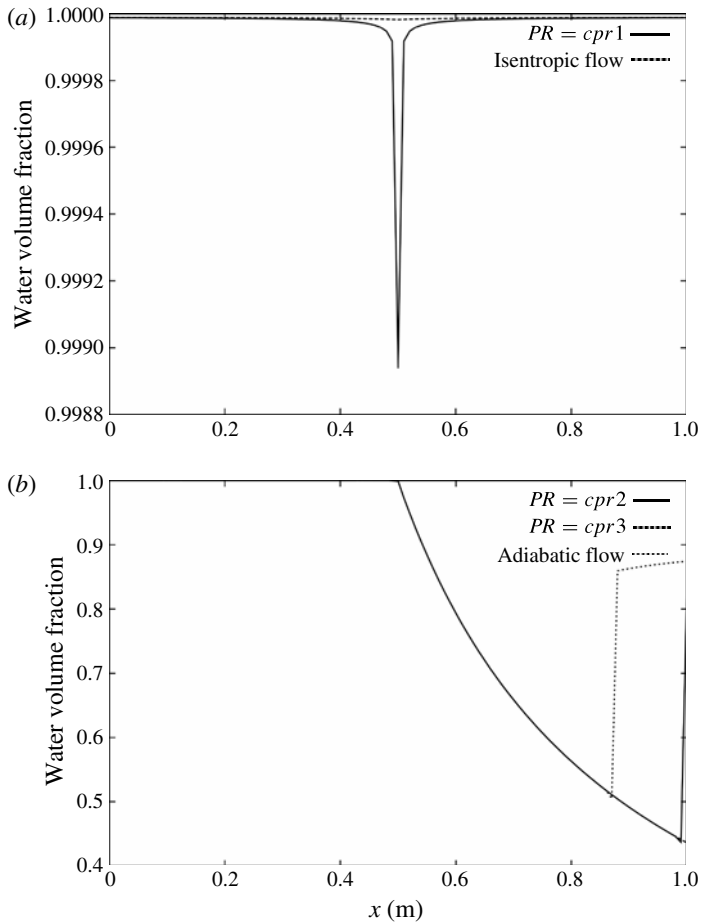 (a)
1.0000
0.9998
0.9996
0.9994
0.9992
0.9990
0.9988
Water volume fraction
PR = cpr1
Isentropic flow
0 0.2 0.4 0.6 0.8 1.0
(b)
1.0
0.9
0.8
0.7
0.6
0.5
0.4
Water volume fraction
PR = cpr2
PR = cpr3
Adiabatic flow
0 0.2 0.4 0.6 0.8 1.0
x (m)